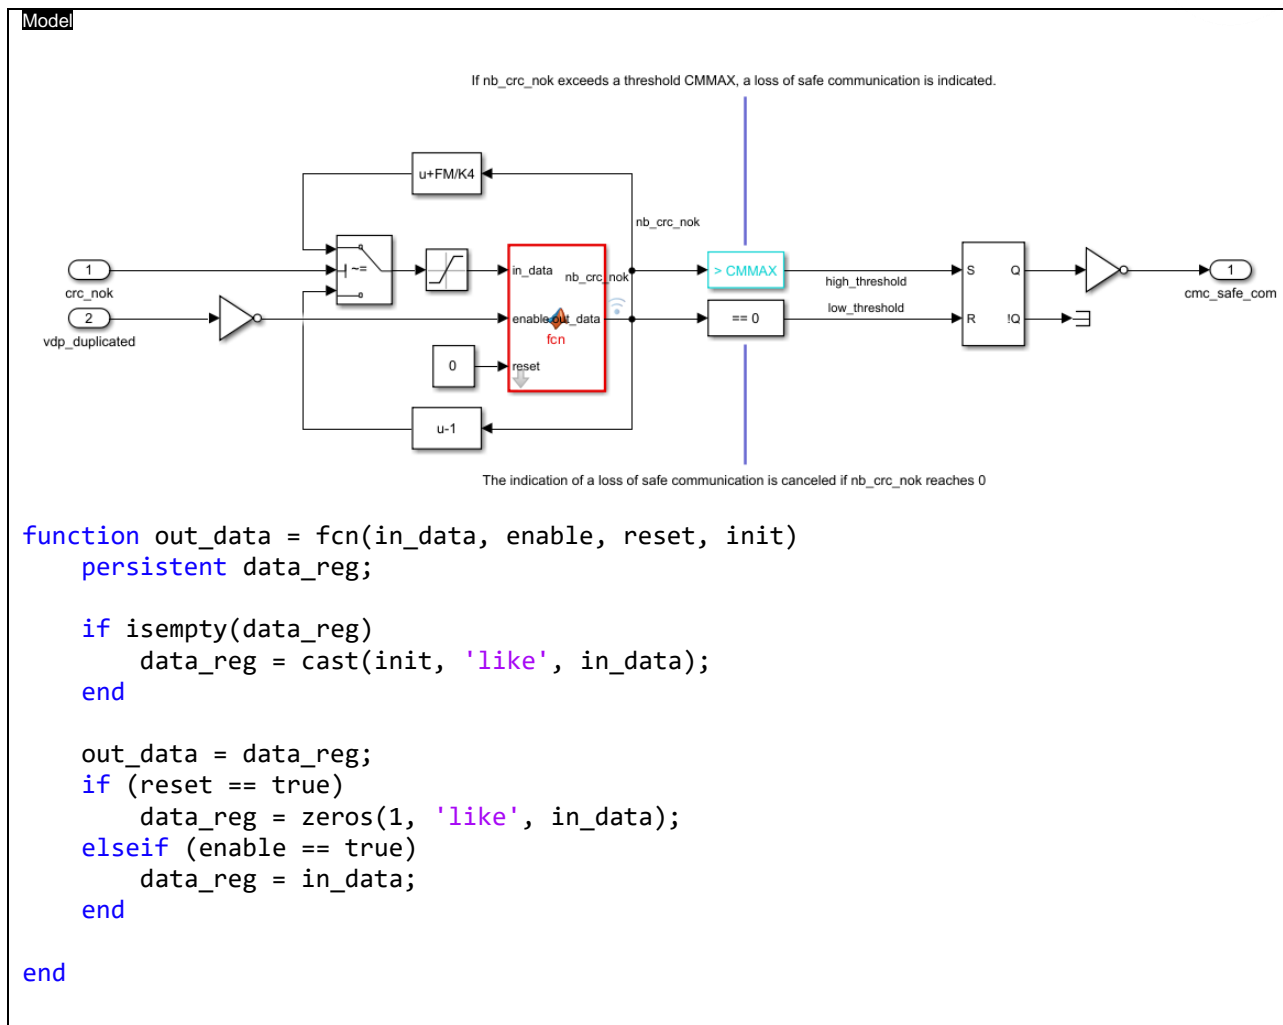 Model
If nb_crc_nok exceeds a threshold CMMAX, a loss of safe communication is indicated.
u+FM/K4
nb_crc_nok
1
crc_nok
~=
in_data
nb_crc_nok
> CMMAX
high_threshold
S
Q
1
cmc_safe_com
2
vdp_duplicated
enable
out_data
fcn
== 0
low_threshold
R
!Q
0
reset
u-1
The indication of a loss of safe communication is canceled if nb_crc_nok reaches 0
function out_data = fcn(in_data, enable, reset, init)
persistent data_reg;
if isempty(data_reg)
data_reg = cast(init, 'like', in_data);
end
out_data = data_reg;
if (reset == true)
data_reg = zeros(1, 'like', in_data);
elseif (enable == true)
data_reg = in_data;
end
end